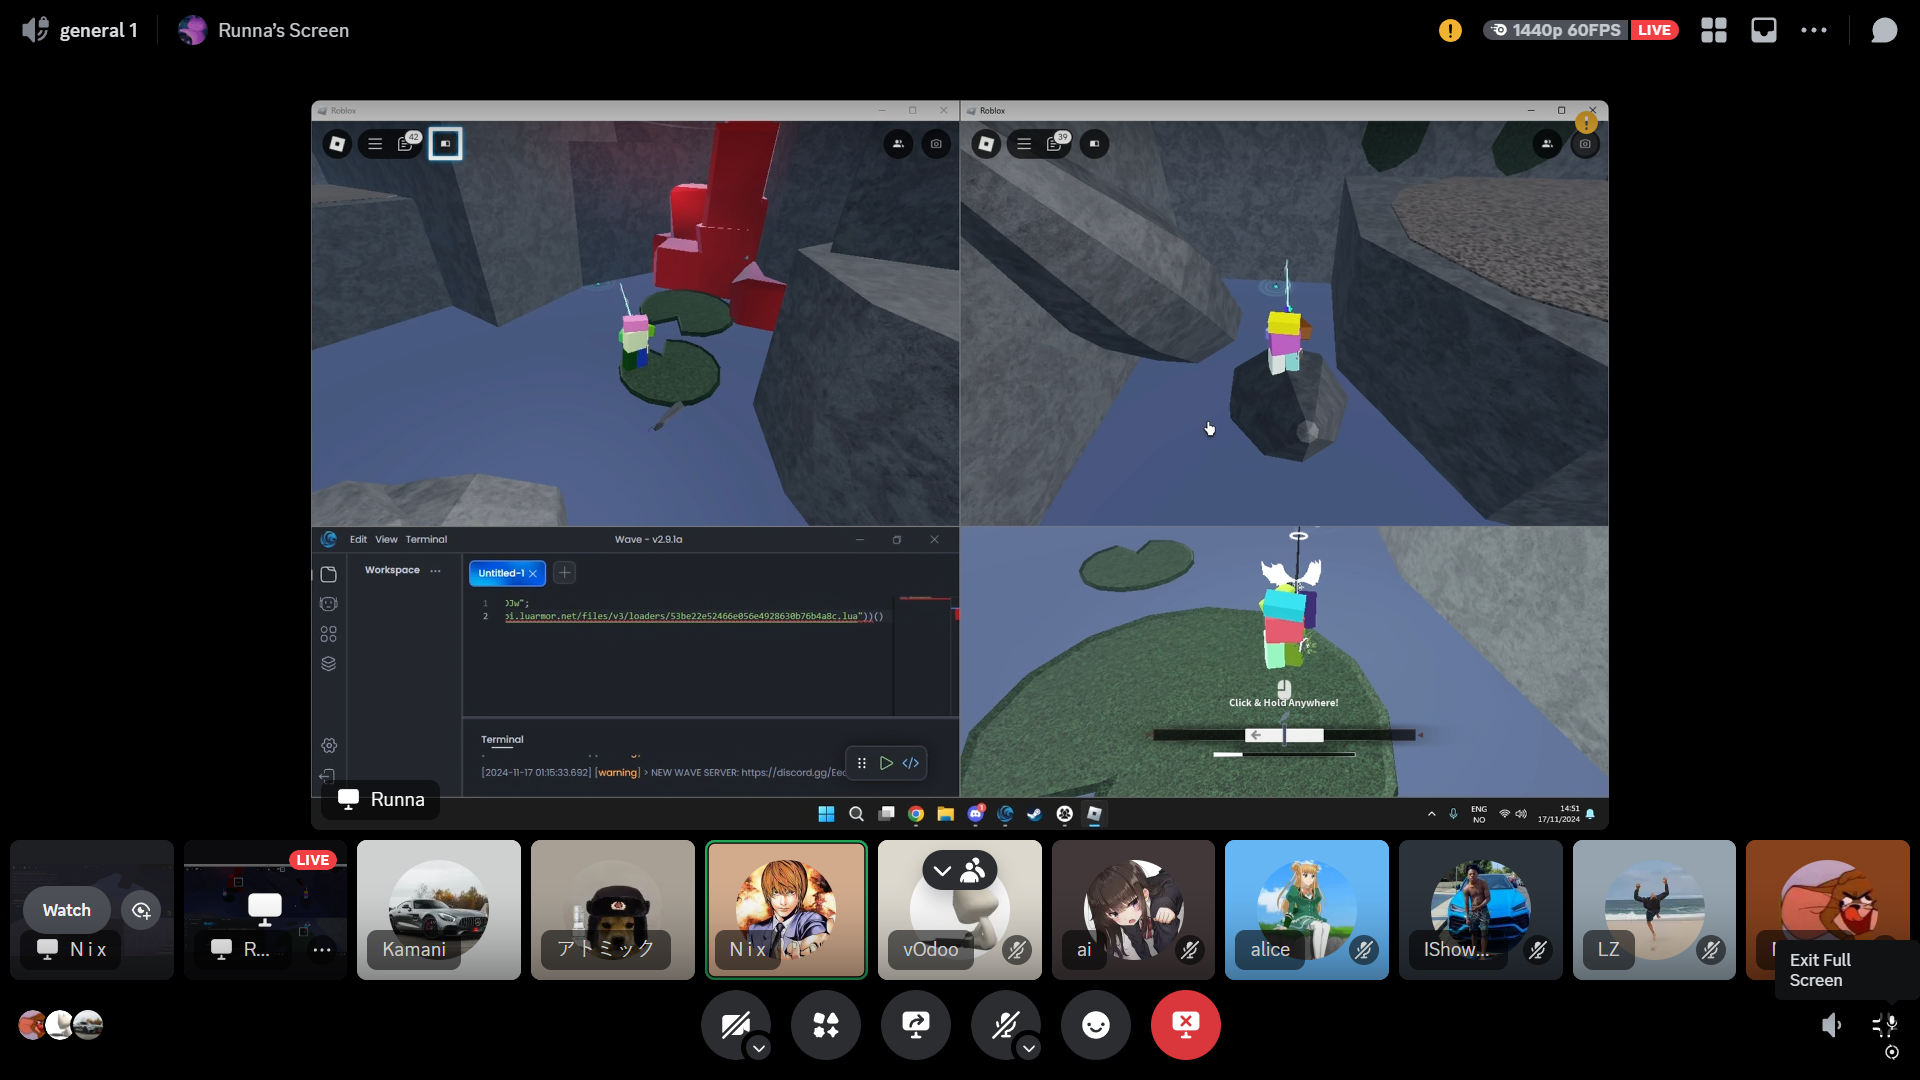 general 1
Runna's Screen
1440p 60FPS
LIVE
Roblox
Roblox
42
39
Edit View Terminal
Wave - v2.9.1a
Workspace
Untitled-1
1 OJw";
2 pi.luarmor.net/files/v3/loaders/53be22e52466e056e4928630b76b4a8c.lua"))()
Terminal
[2024-11-17 01:15:33.692] [warning] > NEW WAVE SERVER: https://discord.gg/Eec
Click & Hold Anywhere!
Runna
1
ENG
NO
14:51
17/11/2024
Watch
N i x
LIVE
R...
Kamani
アトミック
N i x
vOdoo
ai
alice
IShow...
LZ
Exit Full
Screen